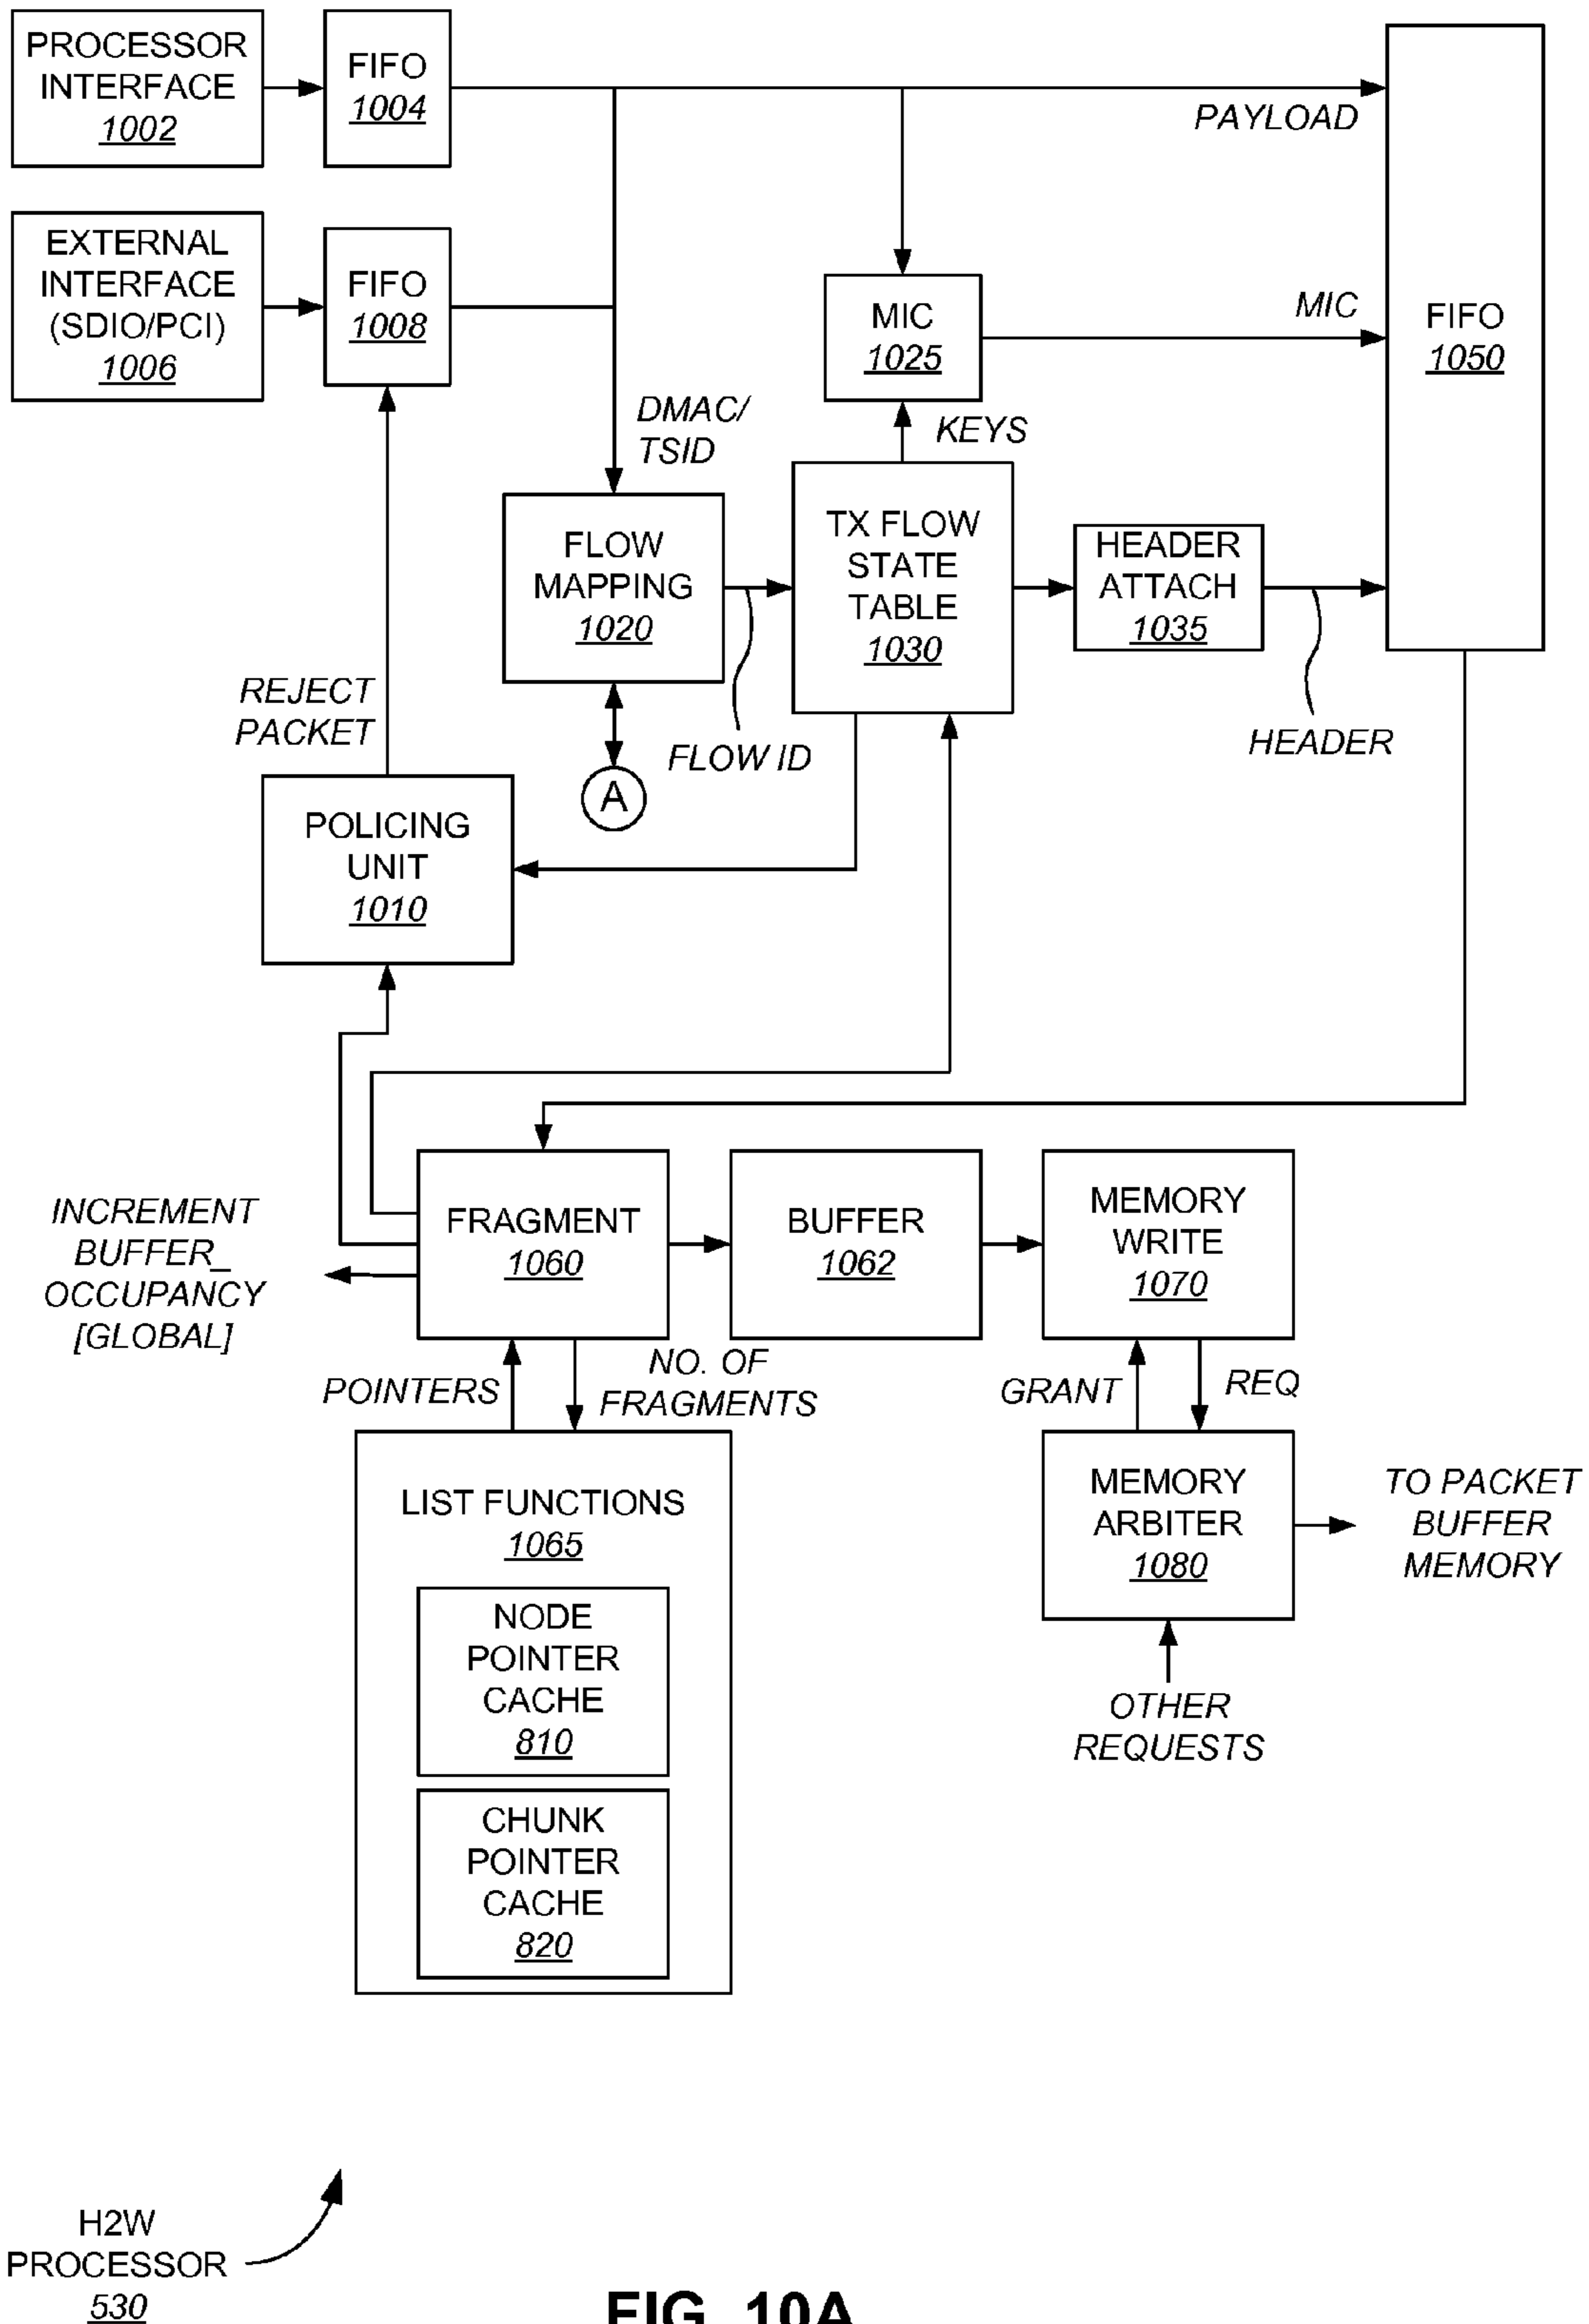 PROCESSOR
INTERFACE
1002
FIFO
1004
PAYLOAD
EXTERNAL
INTERFACE
(SDIO/PCI)
1006
FIFO
1008
MIC
1025
MIC
FIFO
1050
DMAC/
TSID
KEYS
FLOW
MAPPING
1020
TX FLOW
STATE
TABLE
1030
HEADER
ATTACH
1035
REJECT
PACKET
FLOW ID
HEADER
A
POLICING
UNIT
1010
INCREMENT
BUFFER_
OCCUPANCY
[GLOBAL]
FRAGMENT
1060
BUFFER
1062
MEMORY
WRITE
1070
POINTERS
NO. OF
FRAGMENTS
GRANT
REQ
LIST FUNCTIONS
1065
NODE
POINTER
CACHE
810
CHUNK
POINTER
CACHE
820
MEMORY
ARBITER
1080
TO PACKET
BUFFER
MEMORY
OTHER
REQUESTS
H2W
PROCESSOR
530
FIG. 10A